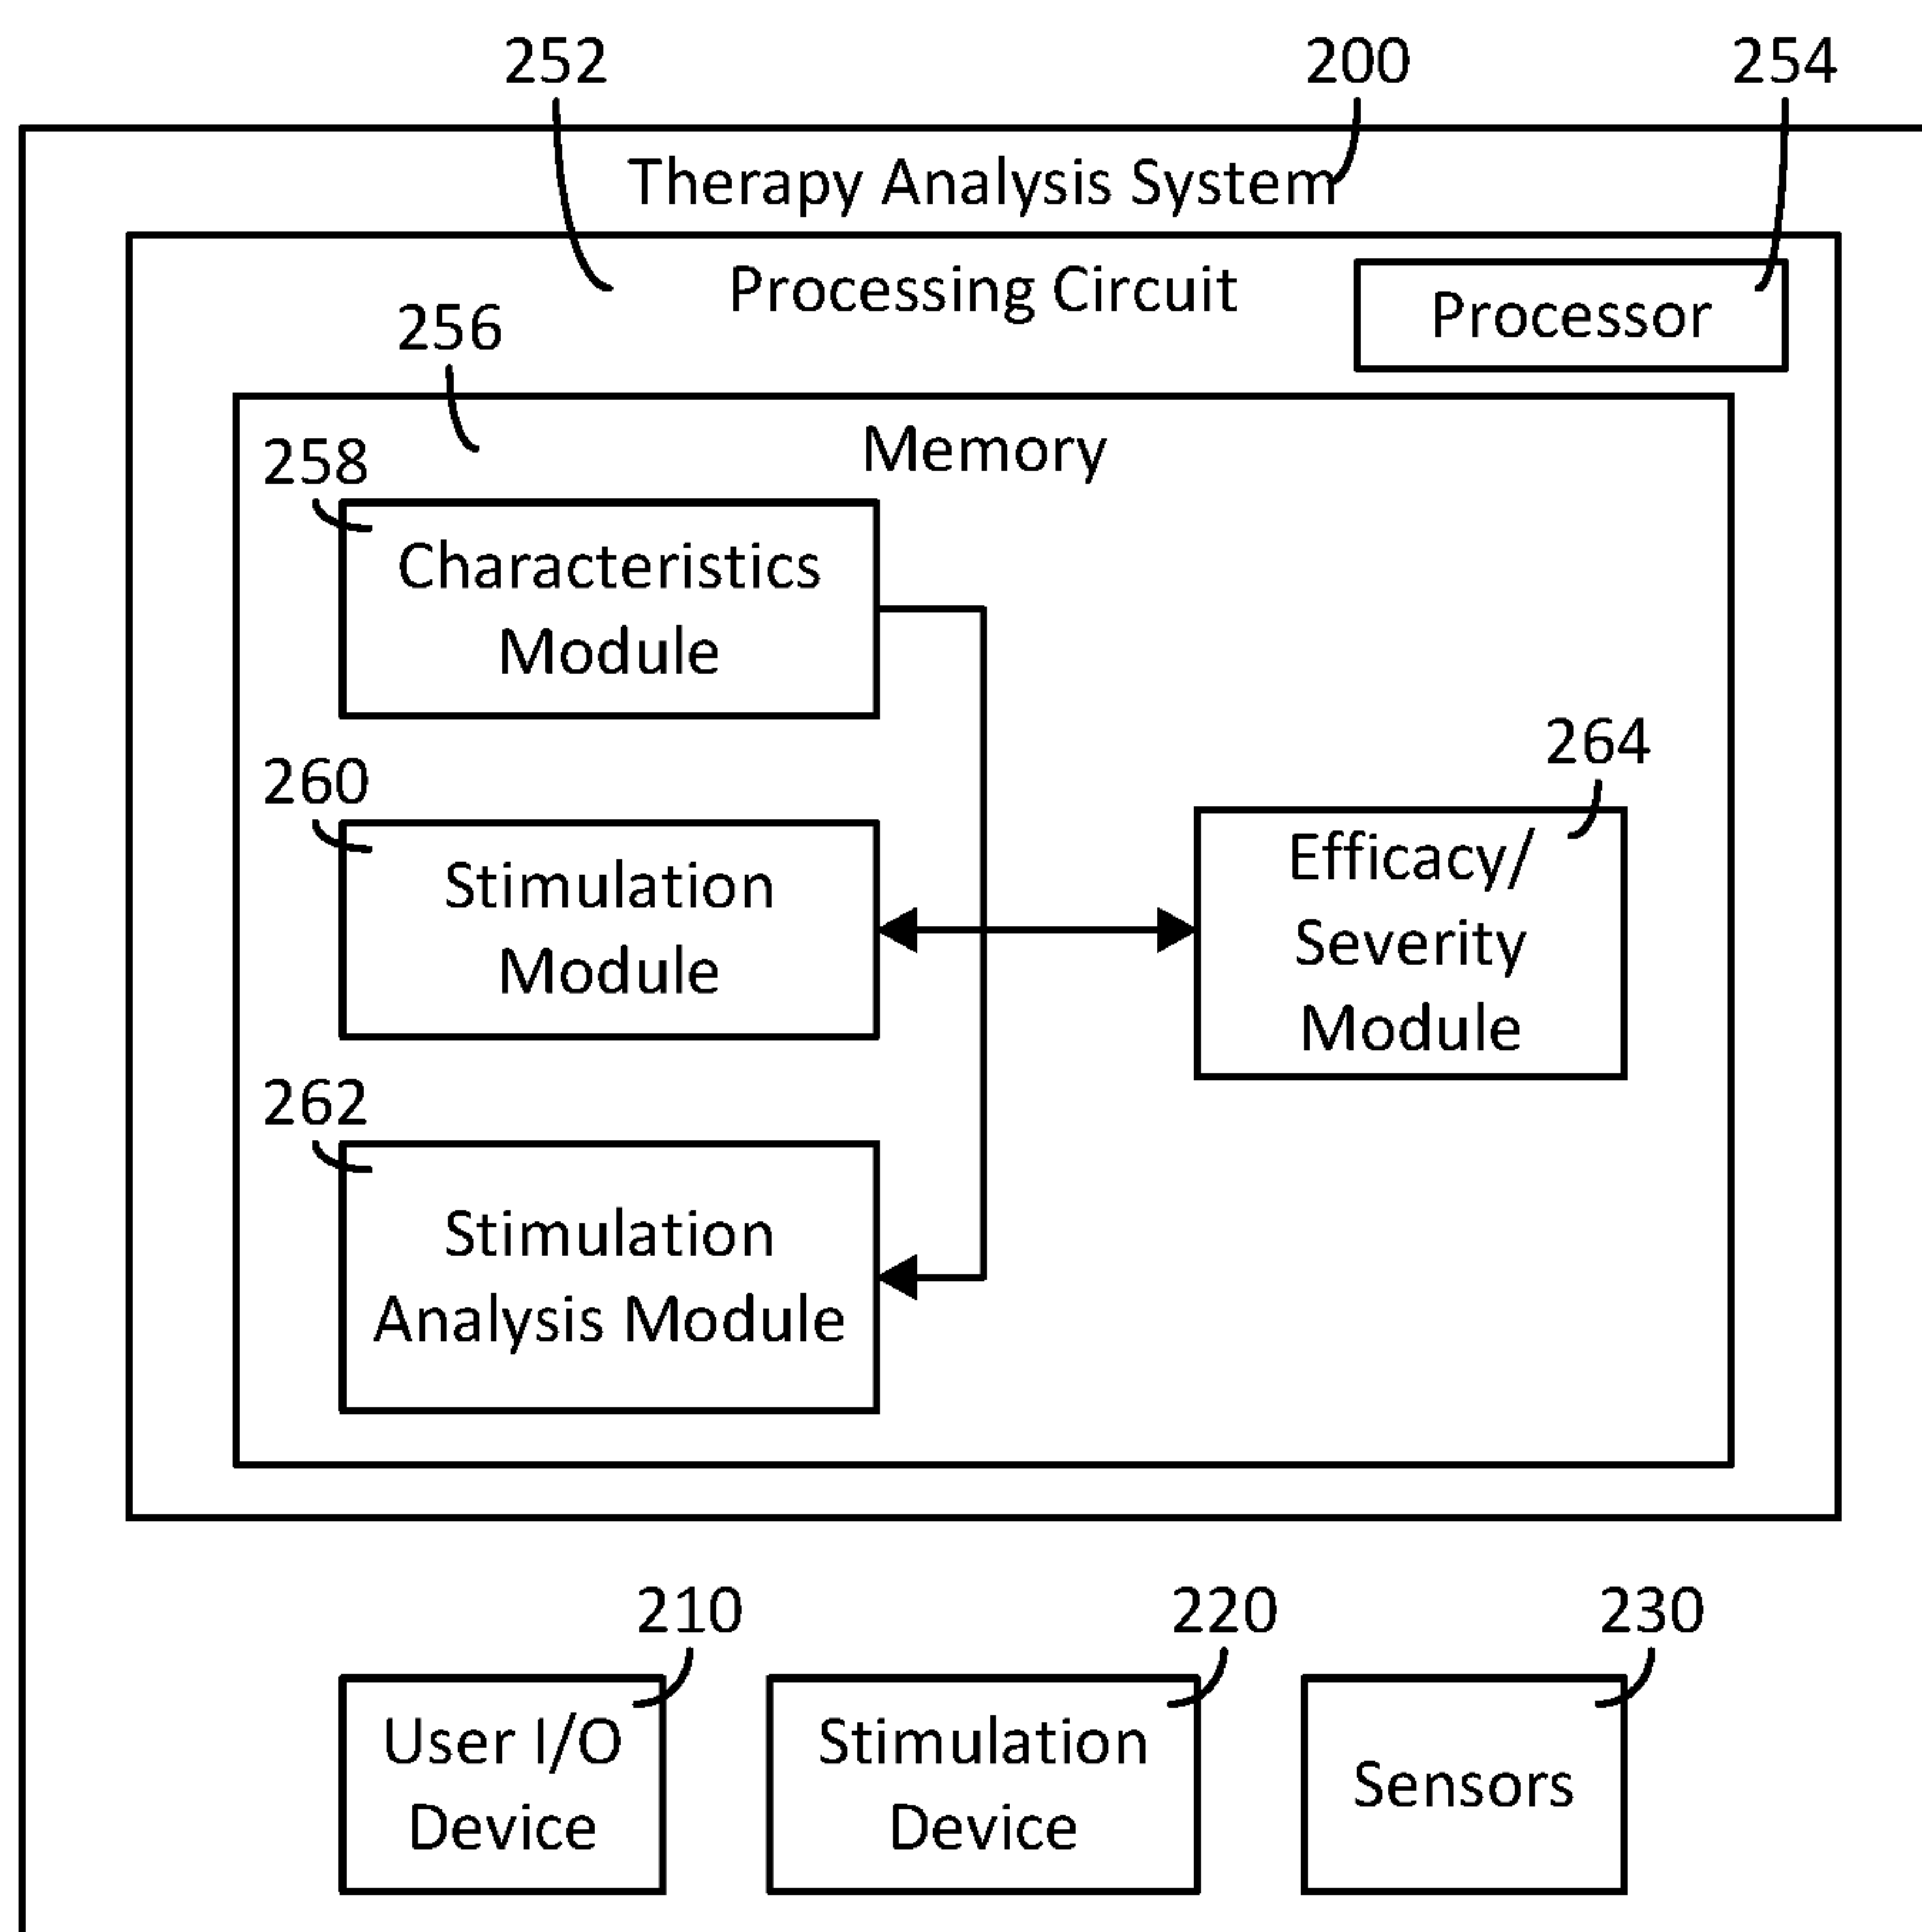 252
200
254
Therapy Analysis System
Processing Circuit
Processor
256
Memory
258
Characteristics
Module
260
Stimulation
Module
264
Efficacy/
Severity
Module
262
Stimulation
Analysis Module
210
220
230
User I/O
Device
Stimulation
Device
Sensors